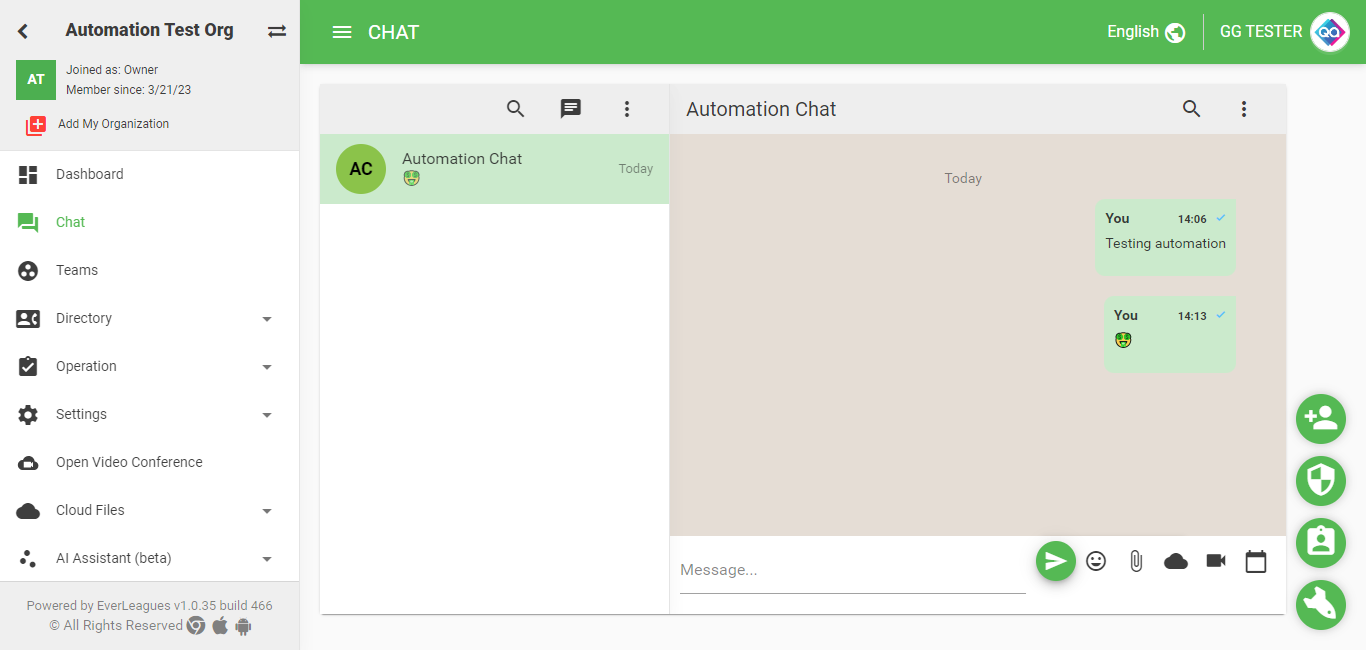 Automation Test Org
AT
Joined as: Owner
Member since: 3/21/23
Add My Organization
Dashboard
Chat
Teams
Directory
Operation
Settings
Open Video Conference
Cloud Files
AI Assistant (beta)
Powered by EverLeagues v1.0.35 build 466
© All Rights Reserved
CHAT
English
GG TESTER
QA
AC
Automation Chat
Today
Automation Chat
Today
You 14:06
Testing automation
You 14:13
Message...